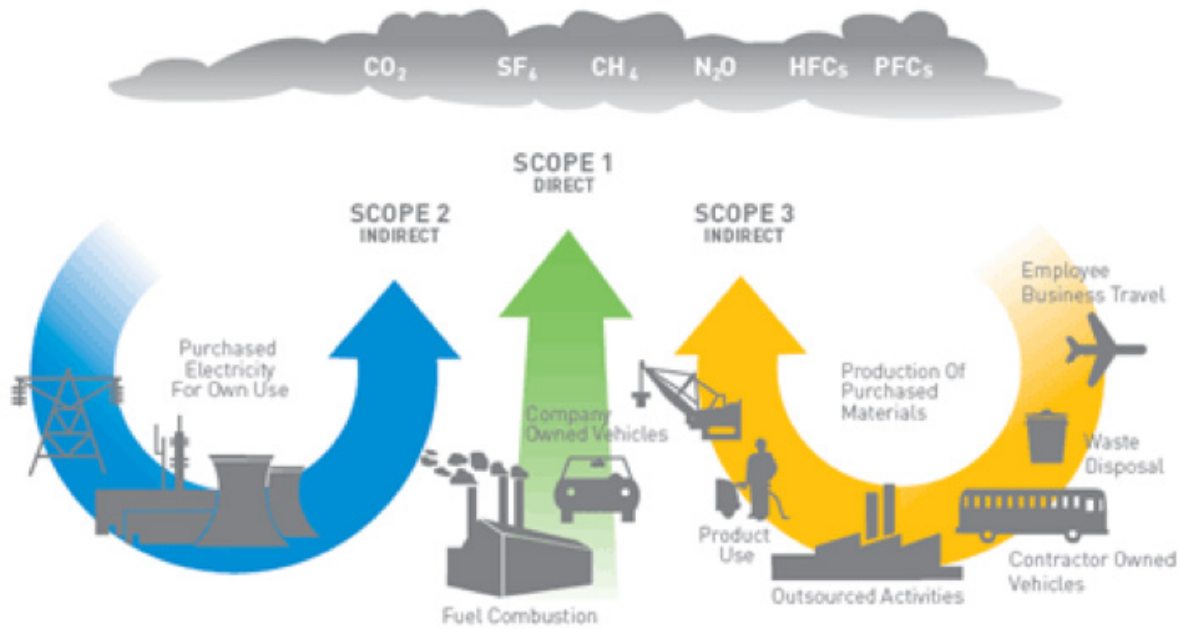 CO₂ SF₆ CH₄ N₂O HFCs PFCs
SCOPE 1
DIRECT
SCOPE 2
INDIRECT
SCOPE 3
INDIRECT
Purchased
Electricity
For Own Use
Company
Owned Vehicles
Fuel Combustion
Employee
Business Travel
Production Of
Purchased
Materials
Waste
Disposal
Product
Use
Contractor Owned
Vehicles
Outsourced Activities